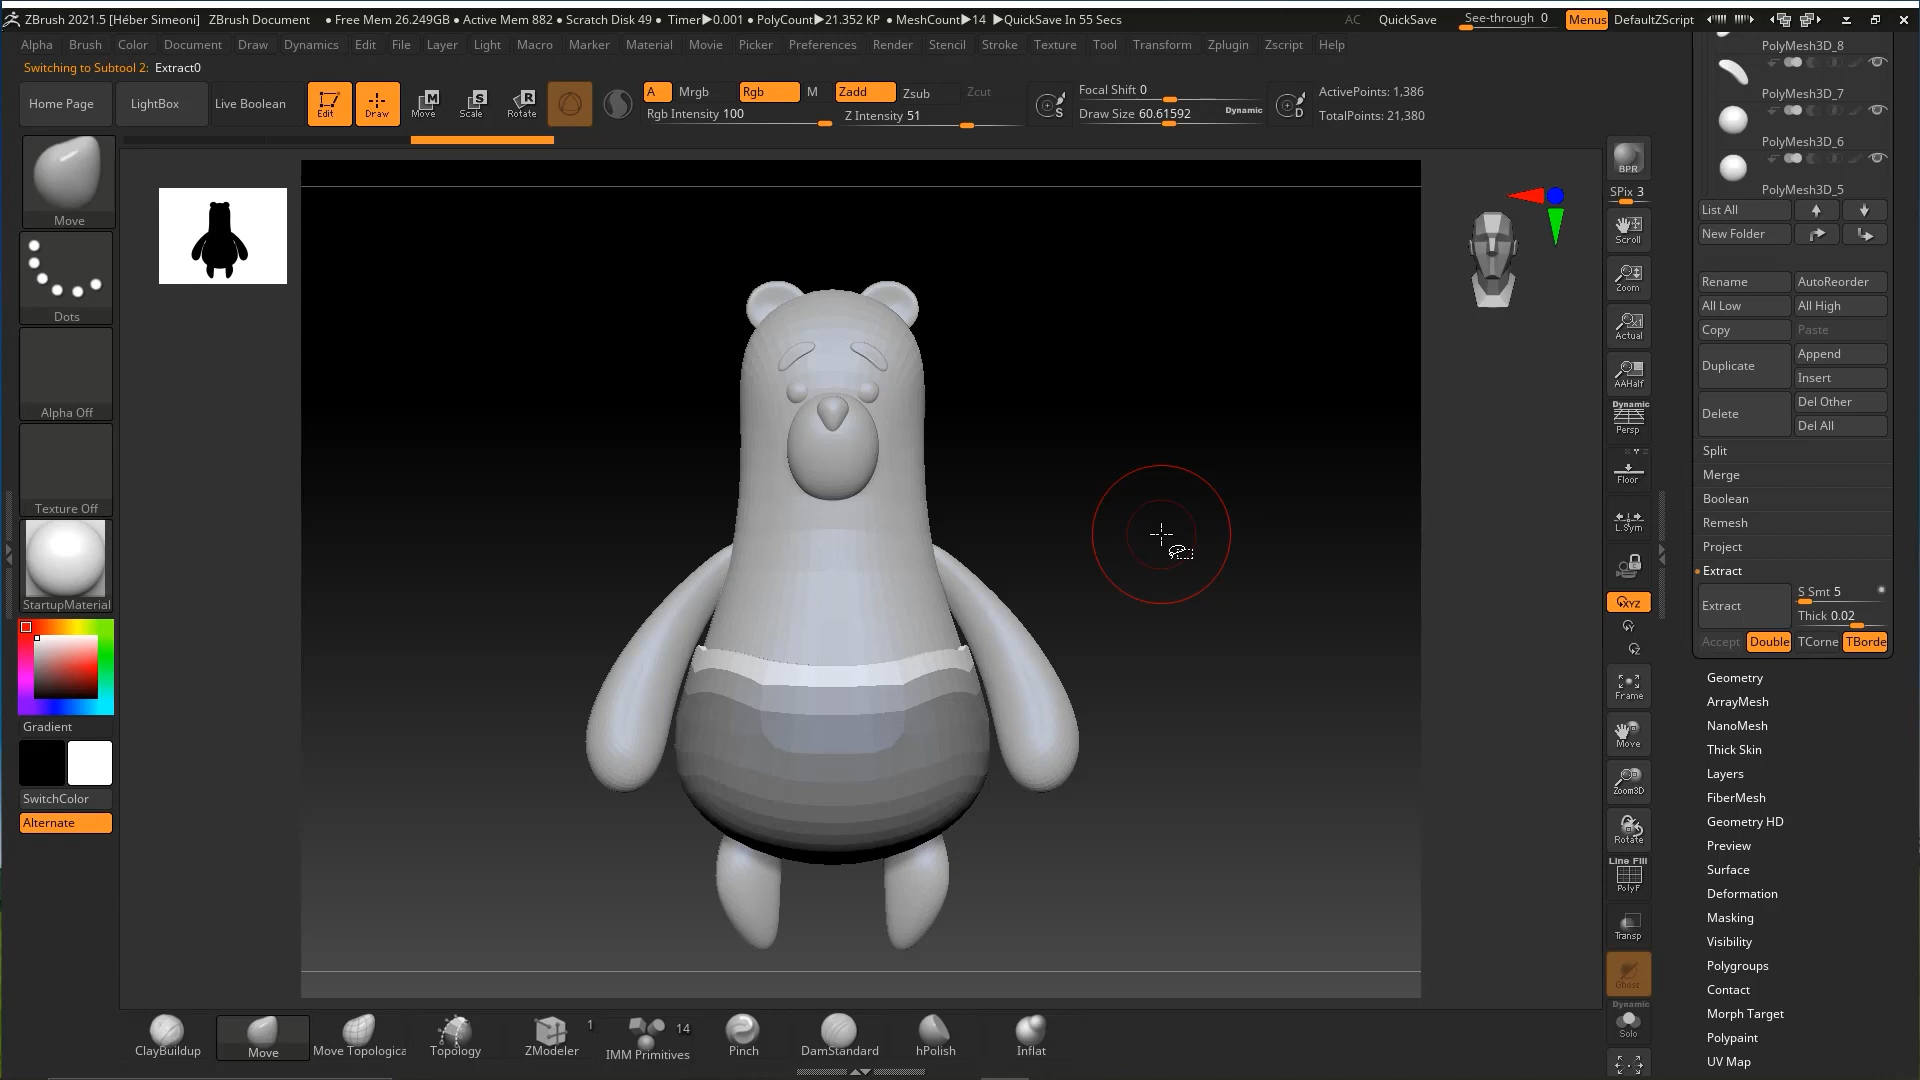 ZBrush 2021.5 [Héber Simeoni] ZBrush Document • Free Mem 26.249GB • Active Mem 882 • Scratch Disk 49 • Timer▶0.001 • PolyCount▶21.352 KP • MeshCount▶14 ▶QuickSave In 55 Secs AC QuickSave See-through 0 Menus DefaultZScript
Alpha Brush Color Document Draw Dynamics Edit File Layer Light Macro Marker Material Movie Picker Preferences Render Stencil Stroke Texture Tool Transform Zplugin Zscript Help
Switching to Subtool 2: Extract0
Home Page LightBox Live Boolean Edit Draw Move Scale Rotate
A Mrgb Rgb M Zadd Zsub Zcut
Rgb Intensity 100 Z Intensity 51
S Focal Shift 0
Draw Size 60.61592 Dynamic D
ActivePoints: 1,386
TotalPoints: 21,380
Move
Dots
Alpha Off
Texture Off
StartupMaterial
Gradient
SwitchColor
Alternate
BPR
SPix 3
Scroll
Zoom
Actual
AAHalf
Dynamic
Persp
Floor
L.Sym
XYZ
Y
Z
Frame
Move
Zoom3D
Rotate
Line Fill
PolyF
Transp
Ghost
Dynamic
Solo
PolyMesh3D_8
PolyMesh3D_7
PolyMesh3D_6
PolyMesh3D_5
List All
New Folder
Rename AutoReorder
All Low All High
Copy Paste
Duplicate Append
Insert
Delete Del Other
Del All
Split
Merge
Boolean
Remesh
Project
Extract
Extract S Smt 5
Thick 0.02
Accept Double TCorne TBorde
Geometry
ArrayMesh
NanoMesh
Thick Skin
Layers
FiberMesh
Geometry HD
Preview
Surface
Deformation
Masking
Visibility
Polygroups
Contact
Morph Target
Polypaint
UV Map
ClayBuildup Move Move Topologica Topology ZModeler 1 IMM Primitives 14 Pinch DamStandard hPolish Inflat